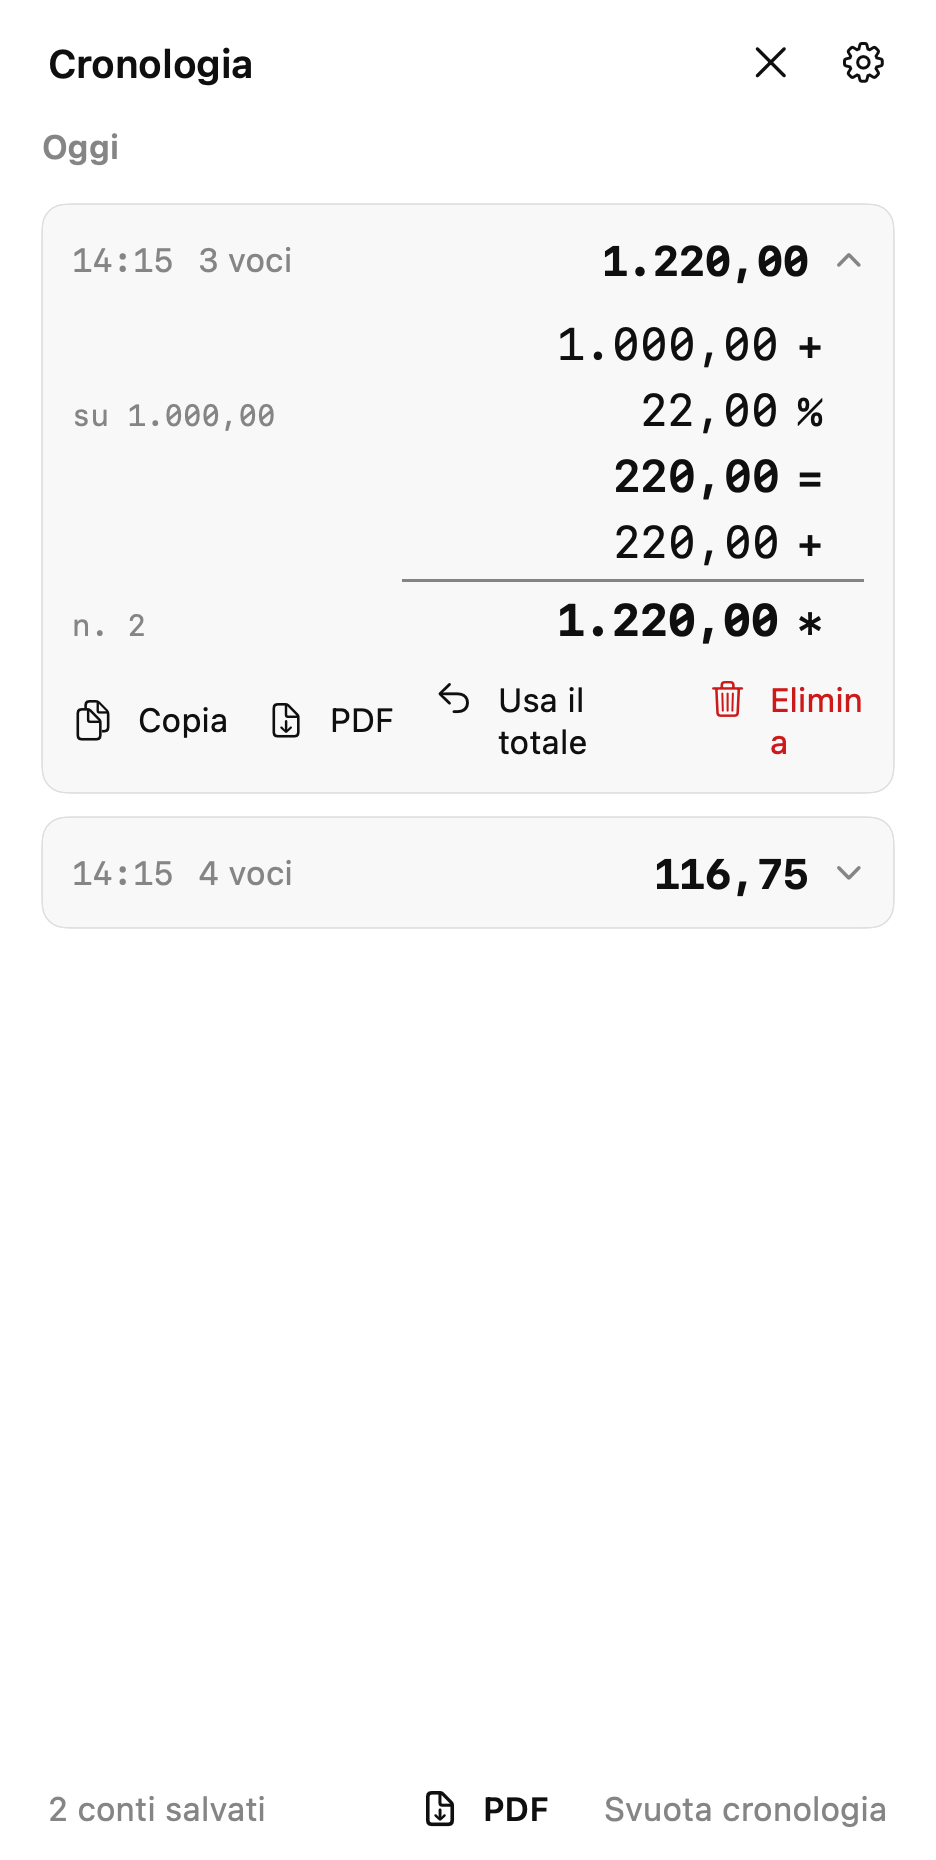 Cronologia
Oggi
14:15 3 voci 1.220,00
1.000,00 +
su 1.000,00 22,00 %
220,00 =
220,00 +
n. 2 1.220,00 *
Copia PDF Usa il totale Elimina
14:15 4 voci 116,75
2 conti salvati PDF Svuota cronologia